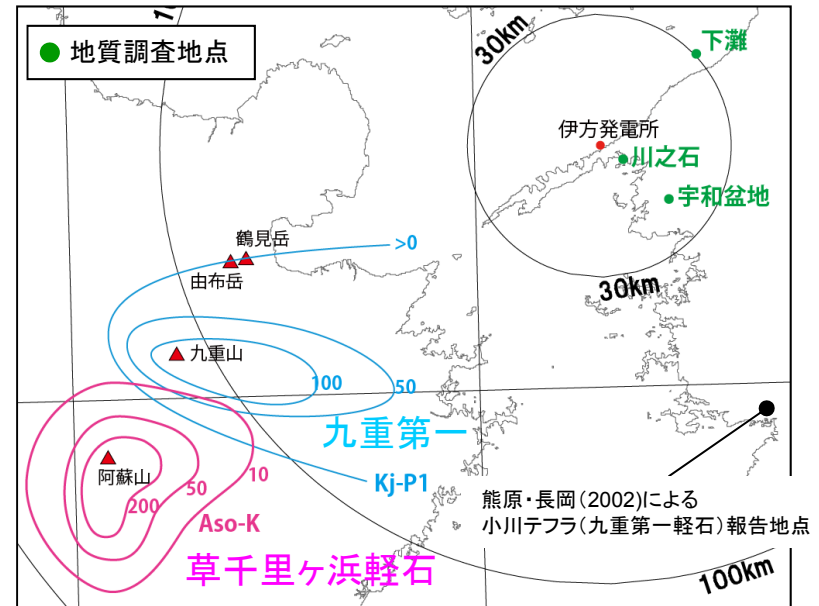 地質調査地点
10
30km
下灘
伊方発電所
川之石
宇和盆地
鶴見岳
>0
由布岳
30km
九重山
100
50
九重第一
阿蘇山
200
50
10
Kj-P1
Aso-K
熊原・長岡(2002)による
小川テフラ(九重第一軽石)報告地点
草千里ヶ浜軽石
100km